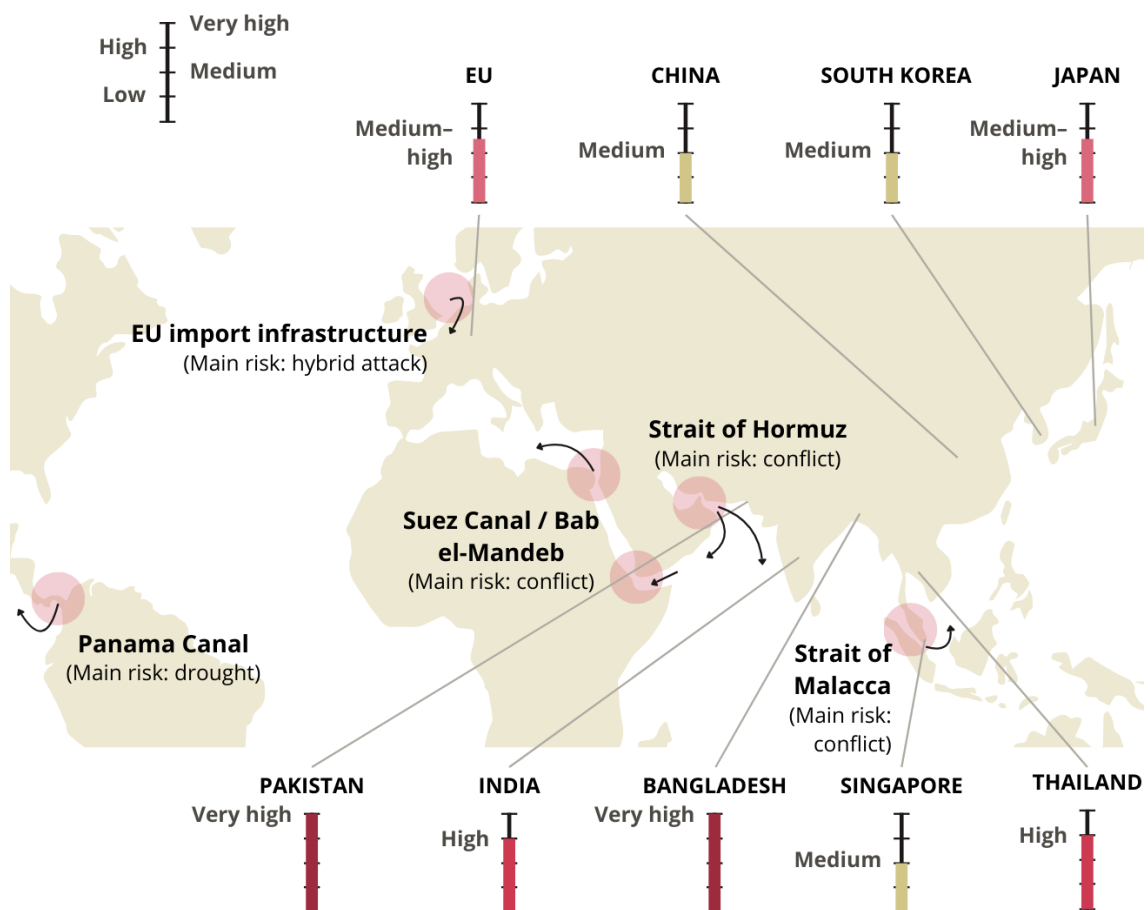 Very high
High
Medium
Low
EU
CHINA
SOUTH KOREA
JAPAN
Medium–
high
Medium
Medium
Medium–
high
EU import infrastructure
(Main risk: hybrid attack)
Strait of Hormuz
(Main risk: conflict)
Suez Canal / Bab
el-Mandeb
(Main risk: conflict)
Panama Canal
(Main risk: drought)
Strait of
Malacca
(Main risk:
conflict)
PAKISTAN
INDIA
BANGLADESH
SINGAPORE
THAILAND
Very high
High
Very high
Medium
High